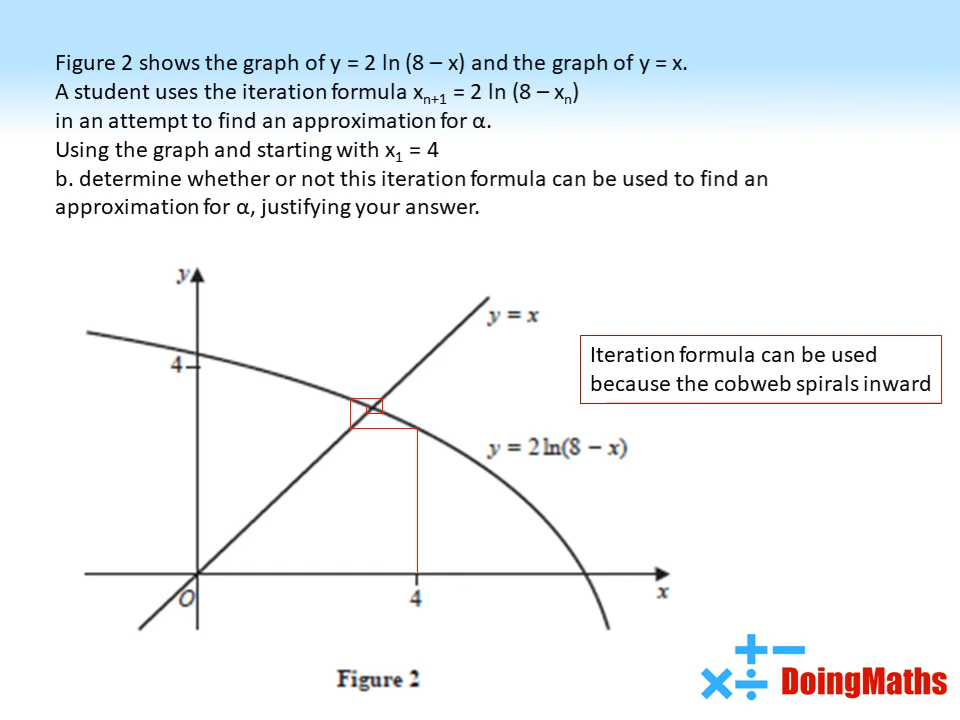 Figure 2 shows the graph of y = 2 ln (8 – x) and the graph of y = x.
A student uses the iteration formula xₙ₊₁ = 2 ln (8 – xₙ)
in an attempt to find an approximation for α.
Using the graph and starting with x₁ = 4
b. determine whether or not this iteration formula can be used to find an
approximation for α, justifying your answer.
y
y = x
4
Iteration formula can be used
because the cobweb spirals inward
y = 2 ln(8 – x)
O
4
x
Figure 2
DoingMaths